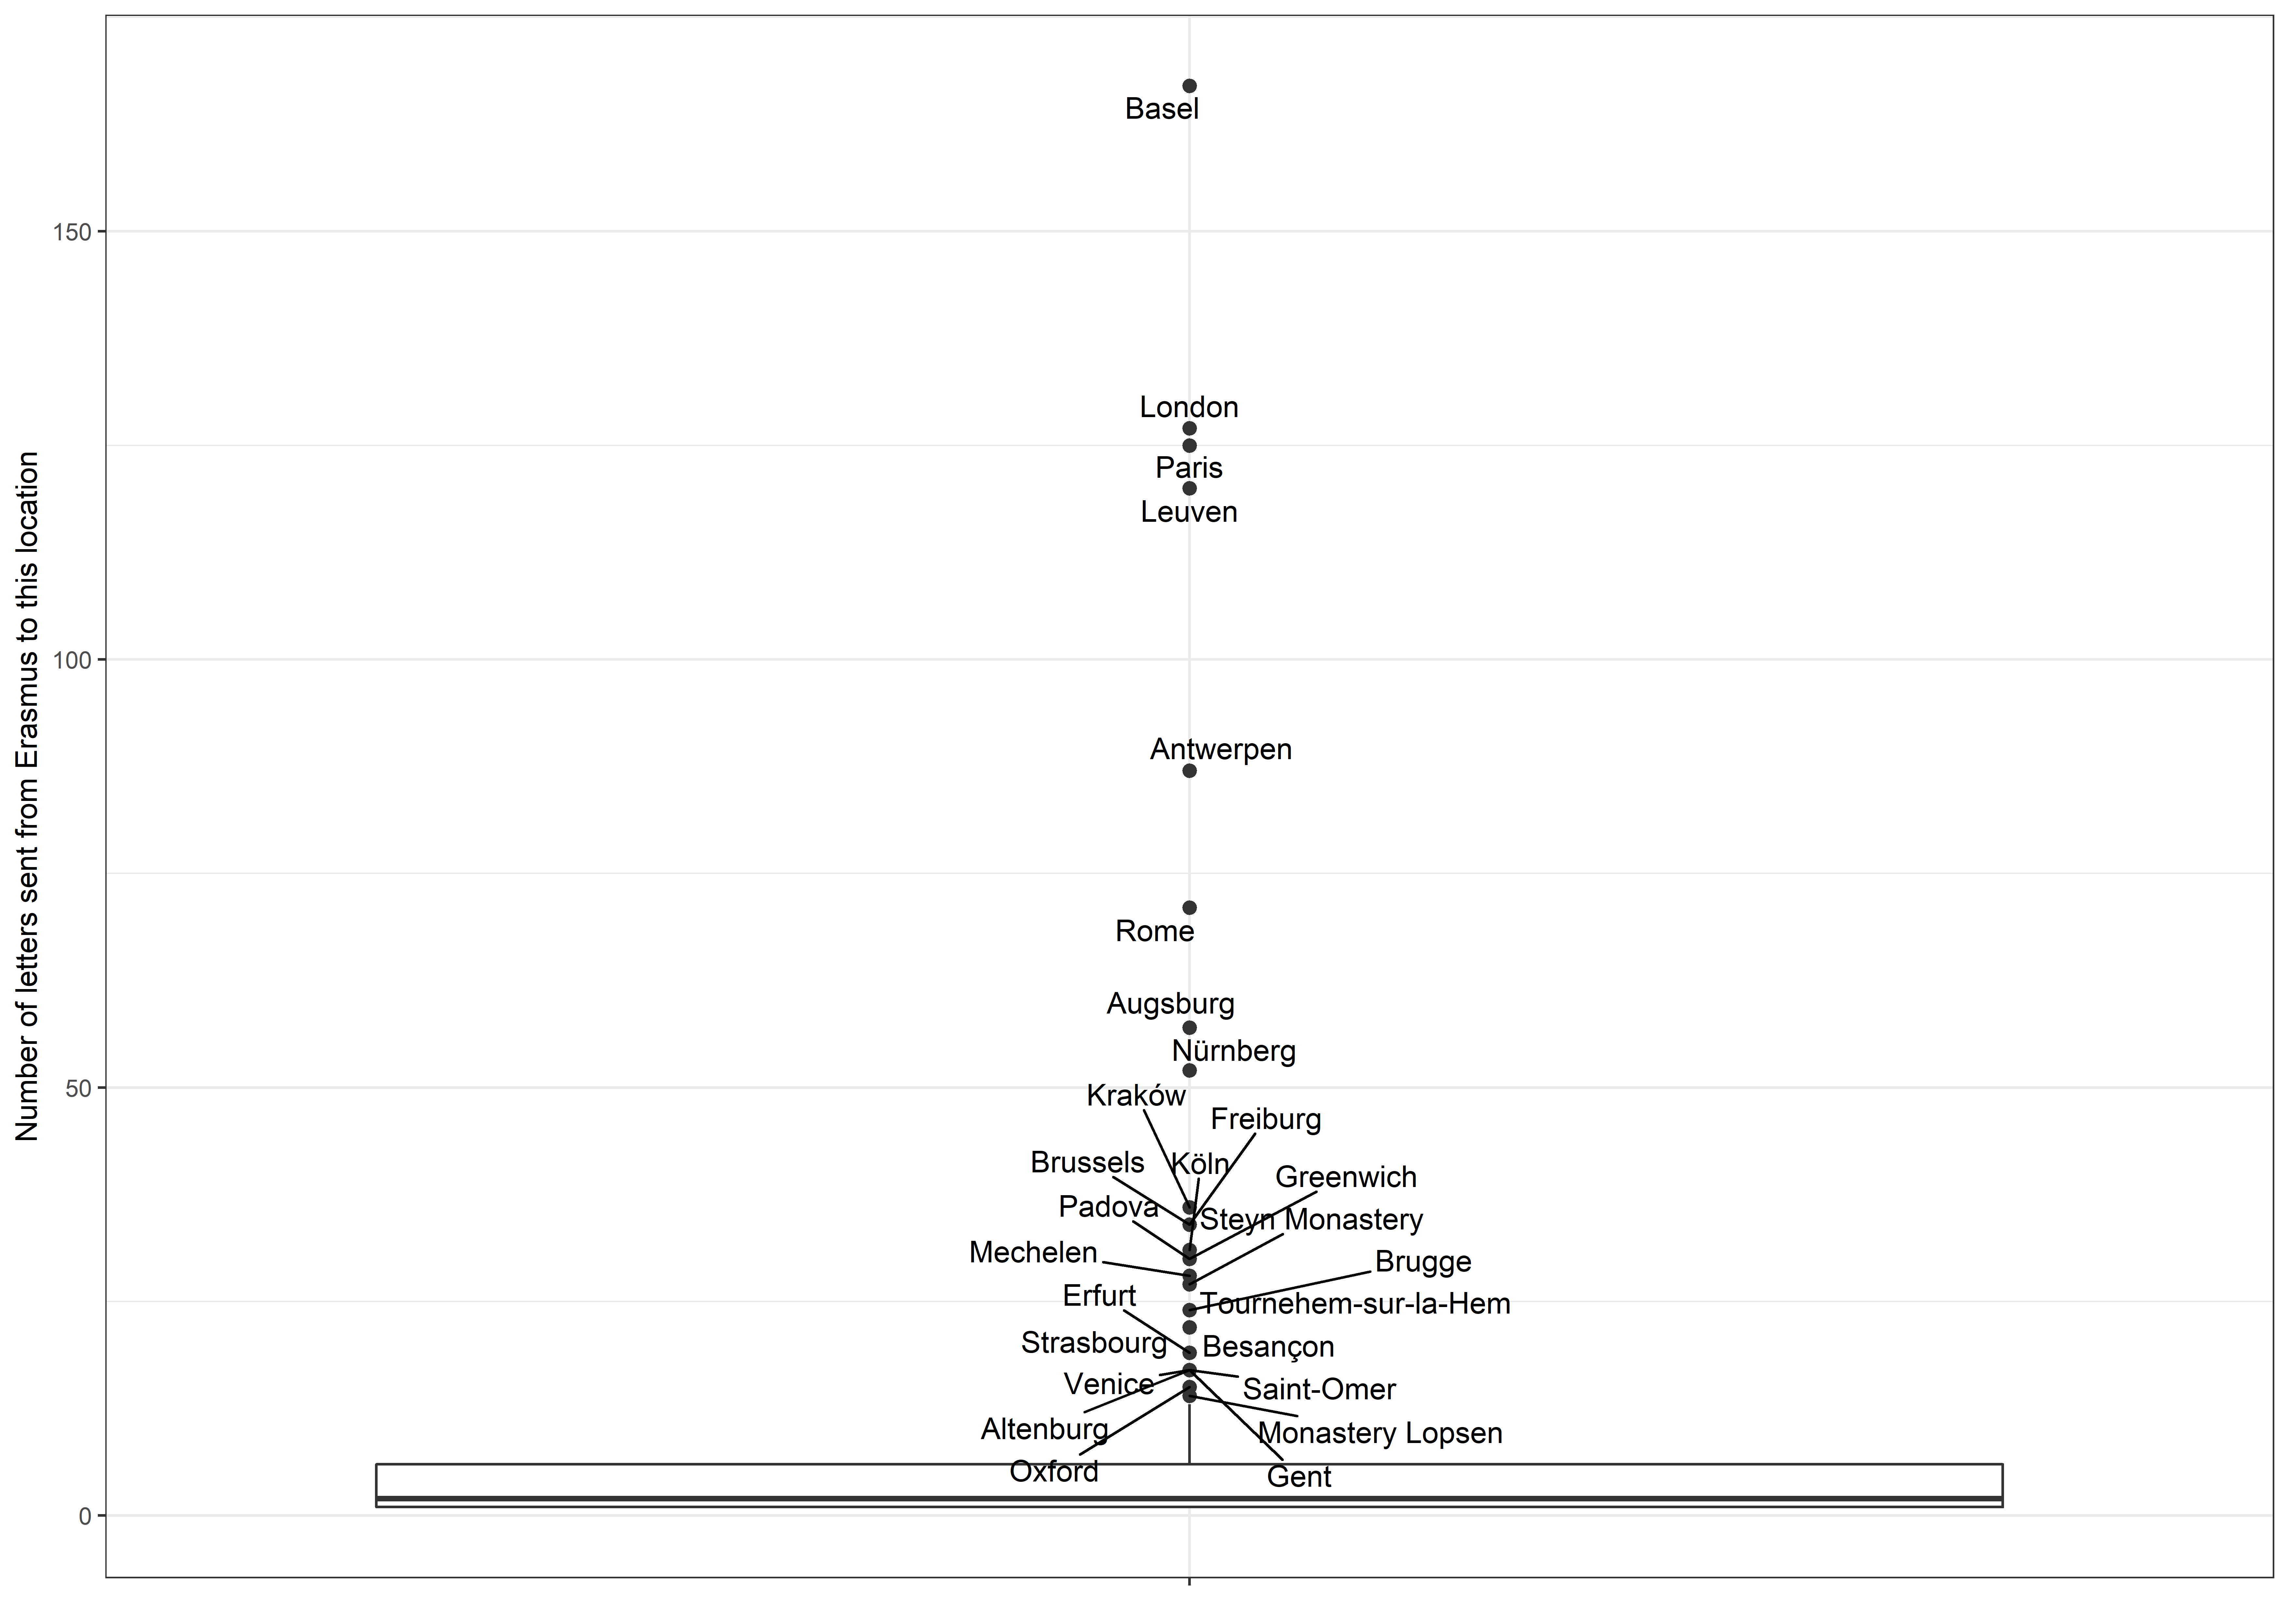 Number of letters sent from Erasmus to this location
150
100
50
0
Basel
London
Paris
Leuven
Antwerpen
Rome
Augsburg
Nürnberg
Kraków
Freiburg
Brussels
Köln
Greenwich
Padova
Steyn Monastery
Mechelen
Brugge
Erfurt
Tournehem-sur-la-Hem
Strasbourg
Besançon
Venice
Saint-Omer
Altenburg
Monastery Lopsen
Oxford
Gent